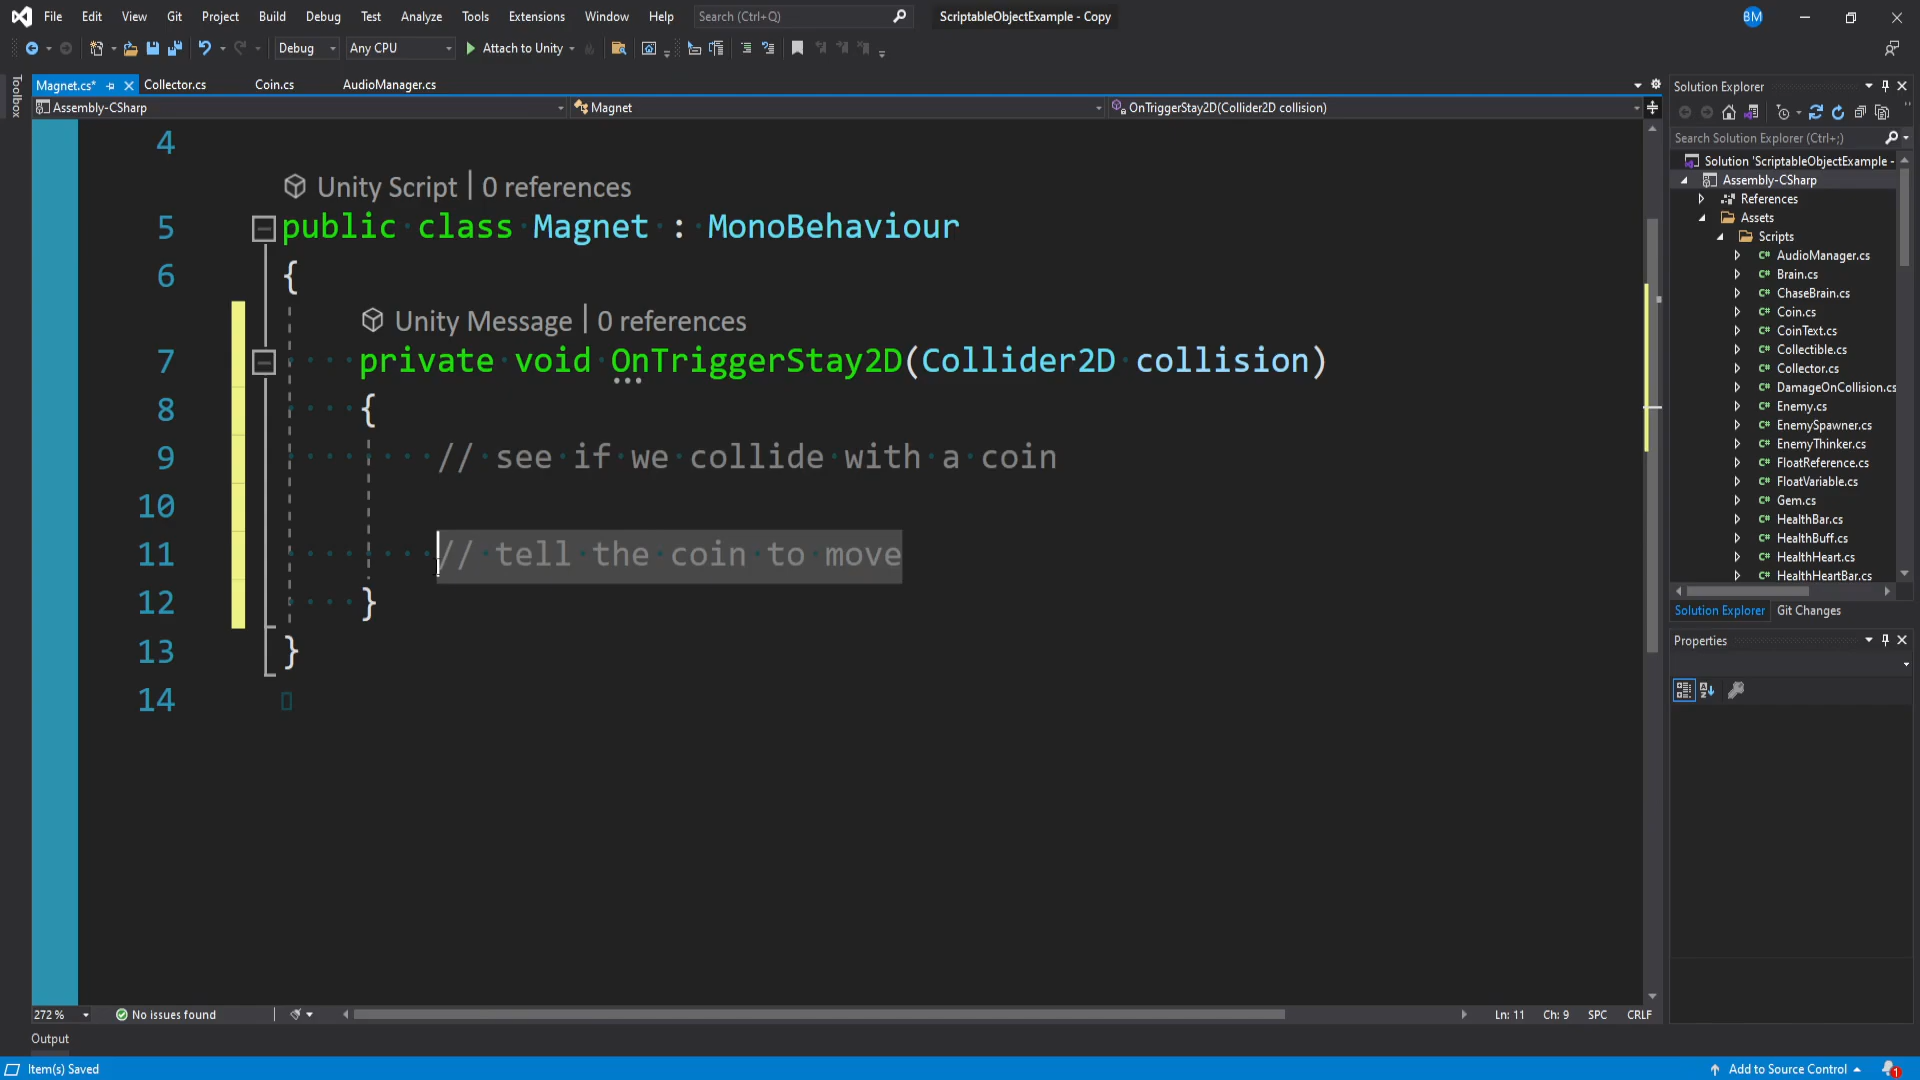 File Edit View Git Project Build Debug Test Analyze Tools Extensions Window Help Search (Ctrl+Q) ScriptableObjectExample - Copy BM
Debug Any CPU Attach to Unity
Toolbox
Magnet.cs* Collector.cs Coin.cs AudioManager.cs
Assembly-CSharp Magnet OnTriggerStay2D(Collider2D collision)
4
Unity Script | 0 references
5 public class Magnet : MonoBehaviour
6 {
Unity Message | 0 references
7 private void OnTriggerStay2D(Collider2D collision)
8 {
9 // see if we collide with a coin
10
11 // tell the coin to move
12 }
13 }
14
272 % No issues found Ln: 11 Ch: 9 SPC CRLF
Output
Item(s) Saved Add to Source Control 1
Solution Explorer
Search Solution Explorer (Ctrl+;)
Solution 'ScriptableObjectExample -
Assembly-CSharp
References
Assets
Scripts
C# AudioManager.cs
C# Brain.cs
C# ChaseBrain.cs
C# Coin.cs
C# CoinText.cs
C# Collectible.cs
C# Collector.cs
C# DamageOnCollision.cs
C# Enemy.cs
C# EnemySpawner.cs
C# EnemyThinker.cs
C# FloatReference.cs
C# FloatVariable.cs
C# Gem.cs
C# HealthBar.cs
C# HealthBuff.cs
C# HealthHeart.cs
C# HealthHeartBar.cs
Solution Explorer Git Changes
Properties